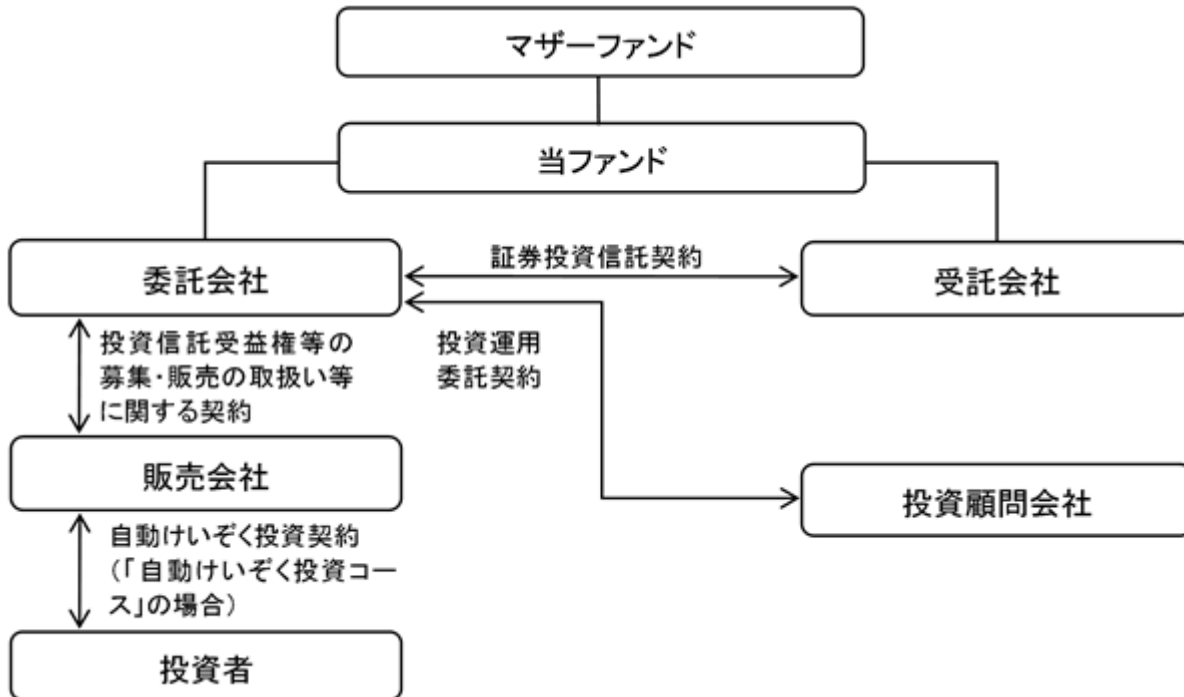 マザーファンド
当ファンド
委託会社
証券投資信託契約
受託会社
投資信託受益権等の
募集・販売の取扱い等
に関する契約
投資運用
委託契約
販売会社
投資顧問会社
自動けいぞく投資契約
(「自動けいぞく投資コー
ス」の場合)
投資者